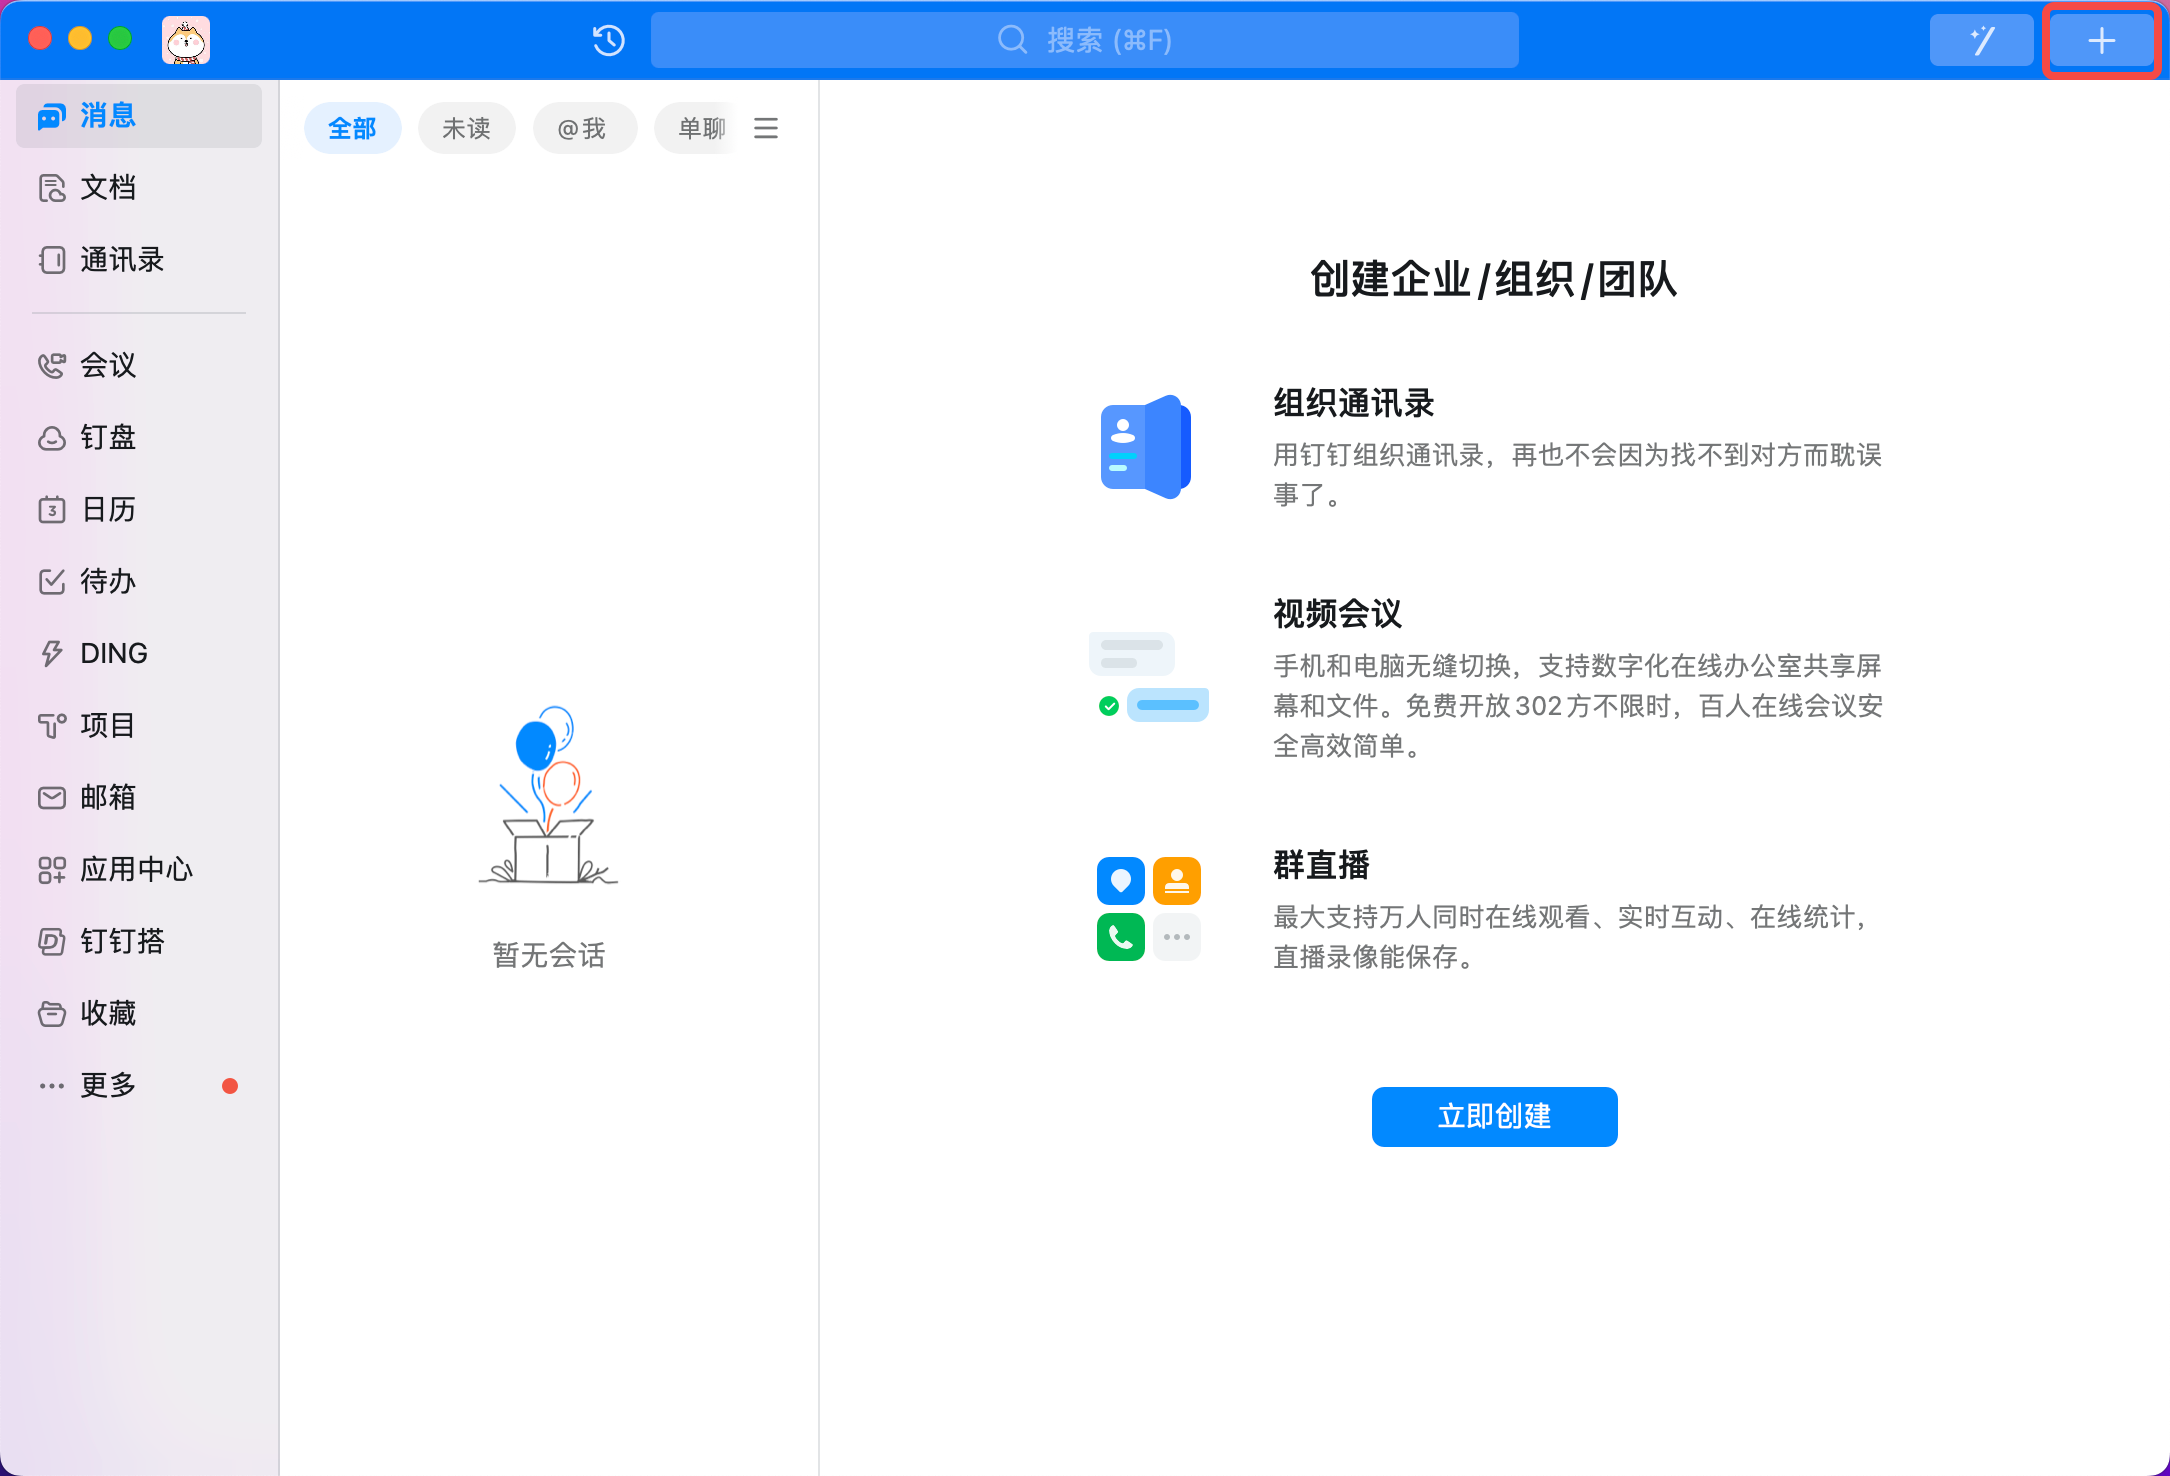 搜索 (⌘F)
消息
文档
通讯录
会议
钉盘
3
日历
待办
DING
项目
邮箱
应用中心
钉钉搭
收藏
更多
全部
未读
@我
单聊
暂无会话
创建企业/组织/团队
组织通讯录
用钉钉组织通讯录，再也不会因为找不到对方而耽误
事了。
视频会议
手机和电脑无缝切换，支持数字化在线办公室共享屏
幕和文件。免费开放302方不限时，百人在线会议安
全高效简单。
群直播
最大支持万人同时在线观看、实时互动、在线统计，
直播录像能保存。
立即创建